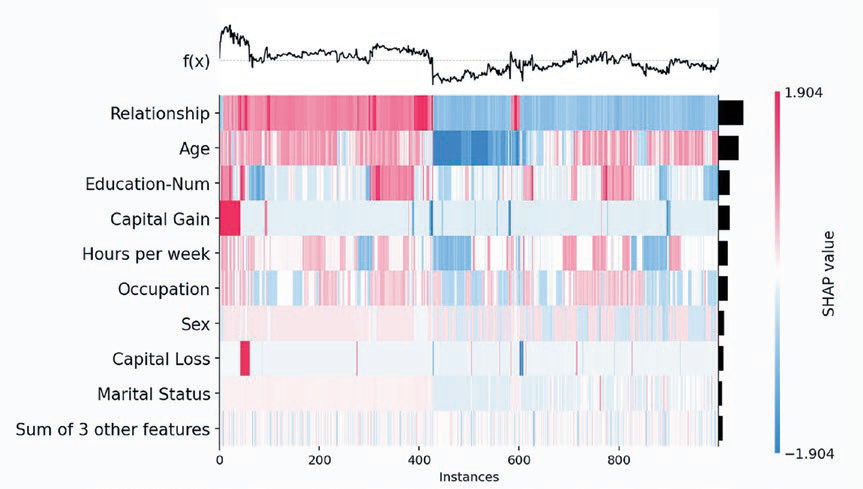 f(x)
Relationship
Age
Education-Num
Capital Gain
Hours per week
Occupation
Sex
Capital Loss
Marital Status
Sum of 3 other features
0 200 400 600 800
Instances
1.904
SHAP value
−1.904